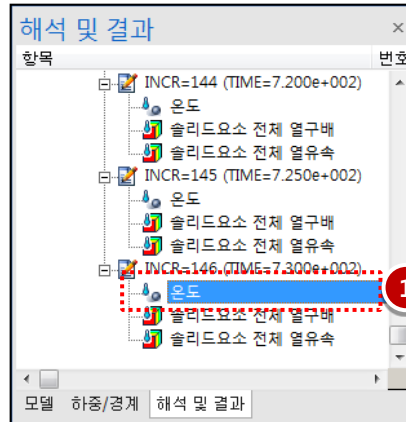 해석 및 결과 ×
항목 번호
INCR=144 (TIME=7.200e+002)
온도
솔리드요소 전체 열구배
솔리드요소 전체 열유속
INCR=145 (TIME=7.250e+002)
온도
솔리드요소 전체 열구배
솔리드요소 전체 열유속
INCR=146 (TIME=7.300e+002)
온도 1
솔리드요소 전체 열구배
솔리드요소 전체 열유속
모델 하중/경계 해석 및 결과